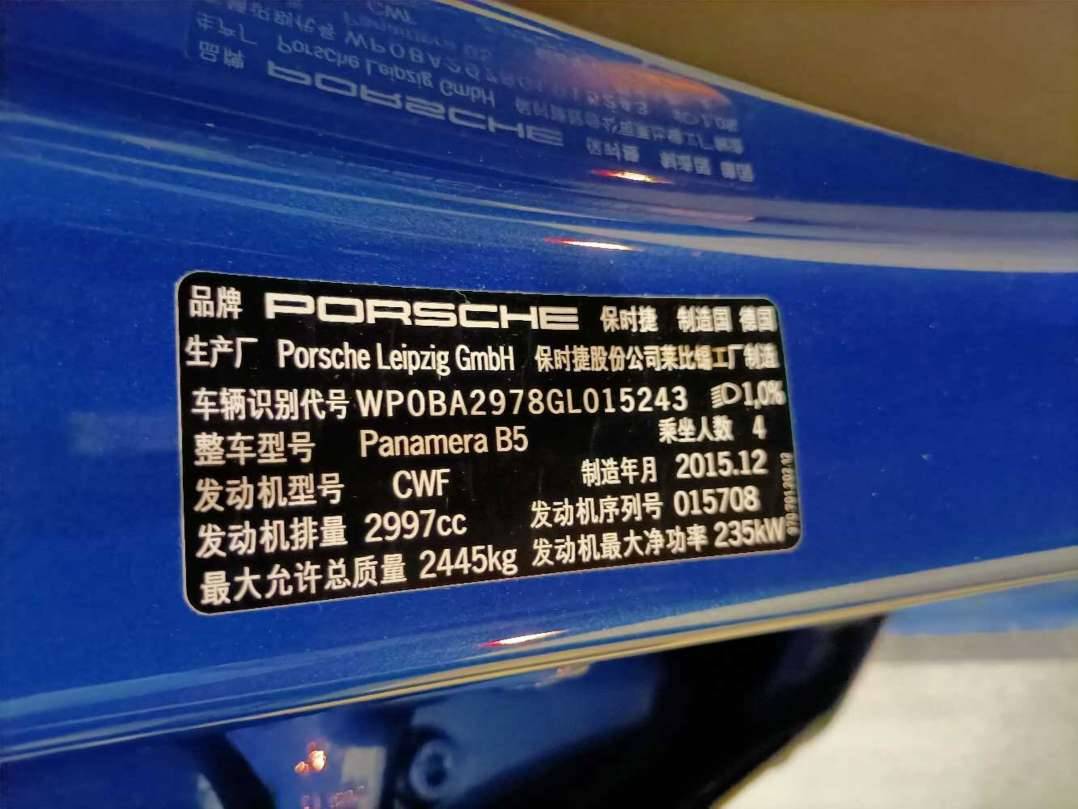 品牌 PORSCHE 保时捷 制造国 德国
生产厂 Porsche Leipzig GmbH 保时捷股份公司莱比锡工厂制造
车辆识别代号 WP0BA2978GL015243 1,0%
整车型号 Panamera B5 乘坐人数 4
发动机型号 CWF 制造年月 2015.12
发动机排量 2997cc 发动机序列号 015708
最大允许总质量 2445kg 发动机最大净功率 235kW